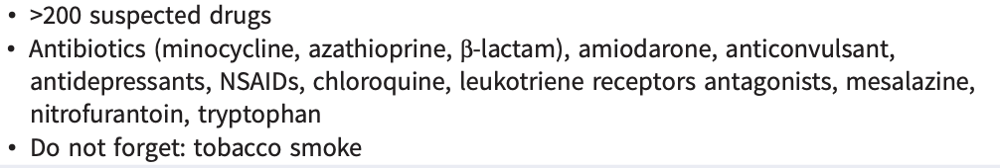 • >200 suspected drugs
• Antibiotics (minocycline, azathioprine, β-lactam), amiodarone, anticonvulsant,
antidepressants, NSAIDs, chloroquine, leukotriene receptors antagonists, mesalazine,
nitrofurantoin, tryptophan
• Do not forget: tobacco smoke